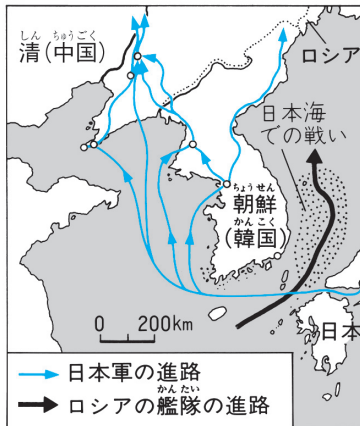 しん ちゅうごく
清(中国)
ロシア
日本海
での戦い
ちょうせん
朝鮮
かんこく
(韓国)
0 200km
日本
日本軍の進路
かんたい
ロシアの艦隊の進路